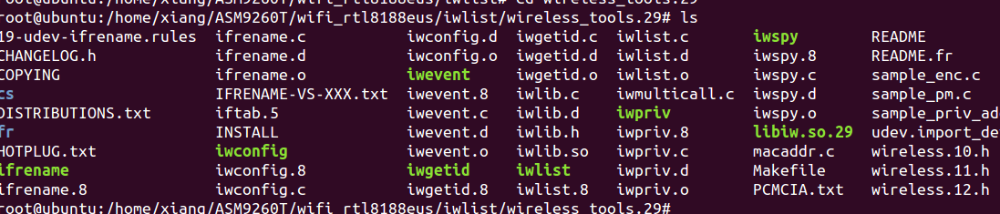 root@ubuntu:/home/xiang/ASM9260T/wifi_rtl8188eus/iwlist# cd wireless_tools.29
root@ubuntu:/home/xiang/ASM9260T/wifi_rtl8188eus/iwlist/wireless_tools.29# ls
19-udev-ifrename.rules ifrename.c iwconfig.d iwgetid.c iwlist.c iwspy README
CHANGELOG.h ifrename.d iwconfig.o iwgetid.d iwlist.d iwspy.8 README.fr
COPYING ifrename.o iwevent iwgetid.o iwlist.o iwspy.c sample_enc.c
cs IFRENAME-VS-XXX.txt iwevent.8 iwlib.c iwmulticall.c iwspy.d sample_pm.c
DISTRIBUTIONS.txt iftab.5 iwevent.c iwlib.d iwpriv iwspy.o sample_priv_ad
fr INSTALL iwevent.d iwlib.h iwpriv.8 libiw.so.29 udev.import_de
HOTPLUG.txt iwconfig iwevent.o iwlib.so iwpriv.c macaddr.c wireless.10.h
ifrename iwconfig.8 iwgetid iwlist iwpriv.d Makefile wireless.11.h
ifrename.8 iwconfig.c iwgetid.8 iwlist.8 iwpriv.o PCMCIA.txt wireless.12.h
root@ubuntu:/home/xiang/ASM9260T/wifi_rtl8188eus/iwlist/wireless_tools.29#